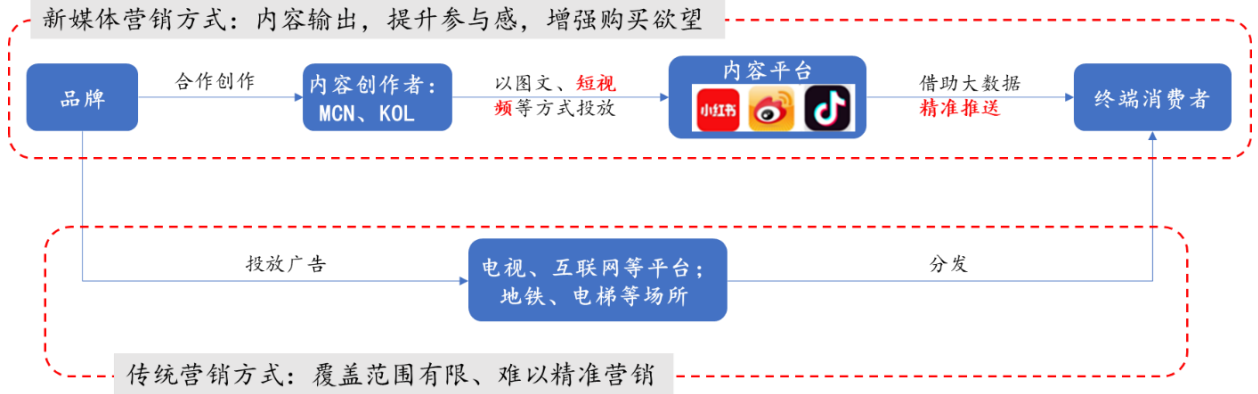 新媒体营销方式：内容输出，提升参与感，增强购买欲望
品牌
合作创作
内容创作者：
MCN、KOL
以图文、短视
频等方式投放
内容平台
小红书
借助大数据
精准推送
终端消费者
投放广告
电视、互联网等平台；
地铁、电梯等场所
分发
传统营销方式：覆盖范围有限、难以精准营销